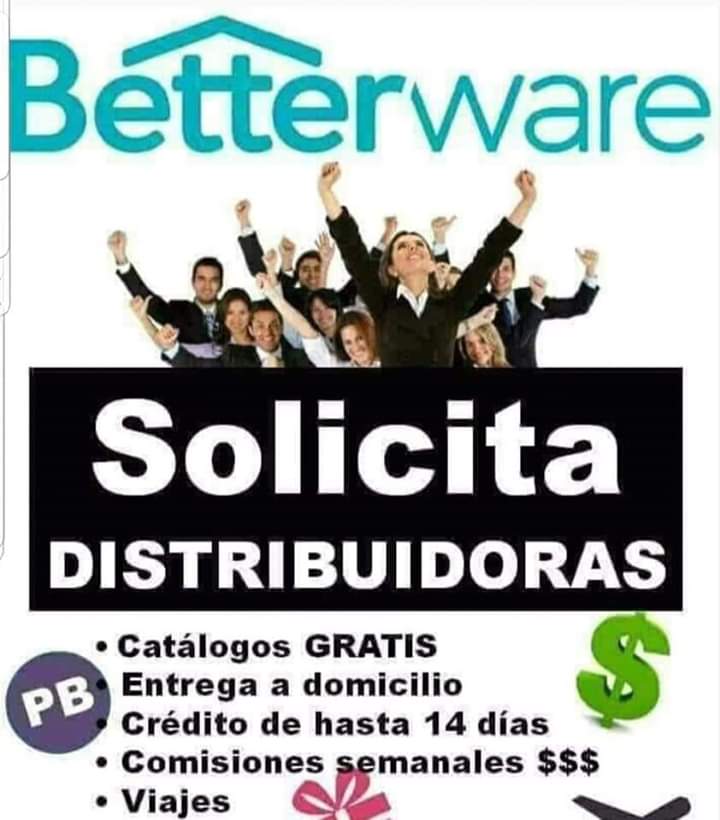 Betterware
Solicita
DISTRIBUIDORAS
• Catálogos GRATIS
PB
• Entrega a domicilio
• Crédito de hasta 14 días
• Comisiones semanales $$$
• Viajes
$